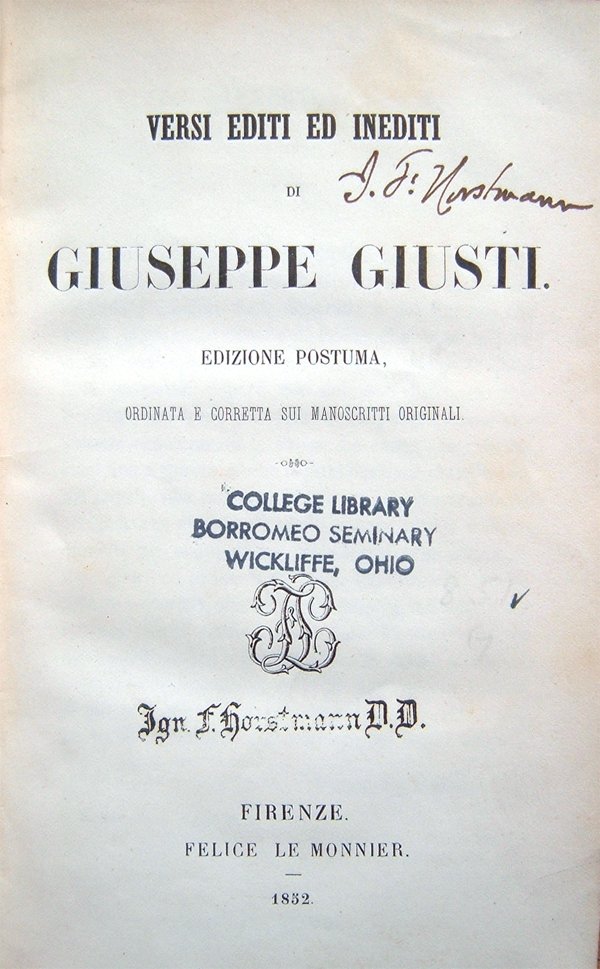 VERSI EDITI ED INEDITI
DI
I. F. Horstmann
GIUSEPPE GIUSTI.
EDIZIONE POSTUMA,
ORDINATA E CORRETTA SUI MANOSCRITTI ORIGINALI.
COLLEGE LIBRARY
BORROMEO SEMINARY
WICKLIFFE, OHIO
Ign. F. Horstmann D.D.
FIRENZE.
FELICE LE MONNIER.
1852.